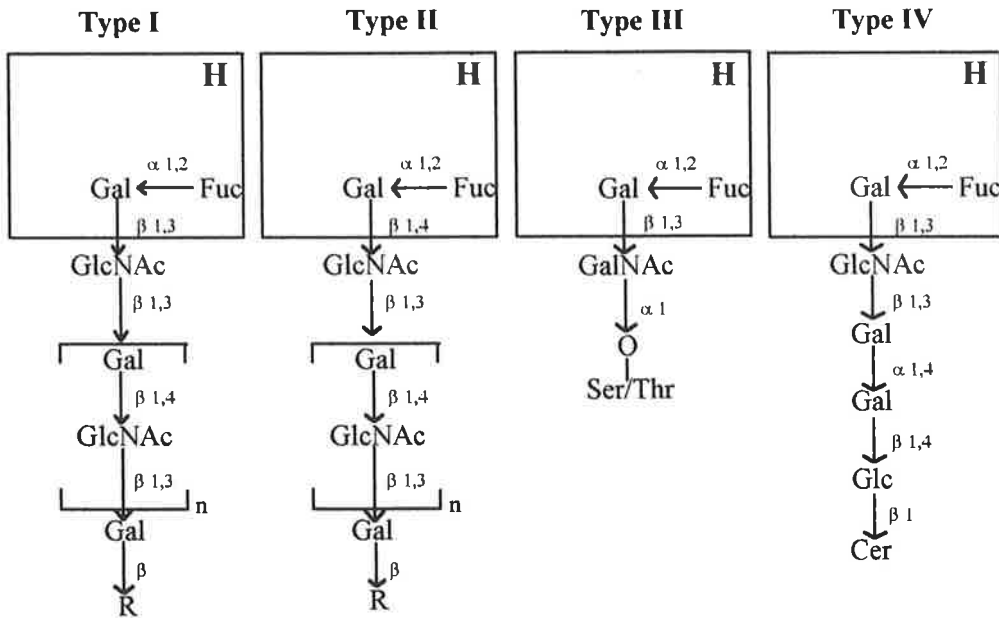 Type I
Type II
Type III
Type IV
H
H
H
H
α 1,2
α 1,2
α 1,2
α 1,2
Gal
Fuc
Gal
Fuc
Gal
Fuc
Gal
Fuc
β 1,3
β 1,4
β 1,3
β 1,3
GlcNAc
GlcNAc
GalNAc
GlcNAc
β 1,3
β 1,3
α 1
β 1,3
Gal
Gal
O
Gal
β 1,4
β 1,4
Ser/Thr
α 1,4
Gal
GlcNAc
GlcNAc
β 1,4
β 1,3
β 1,3
Glc
n
n
Gal
Gal
β 1
Cer
β
β
R
R